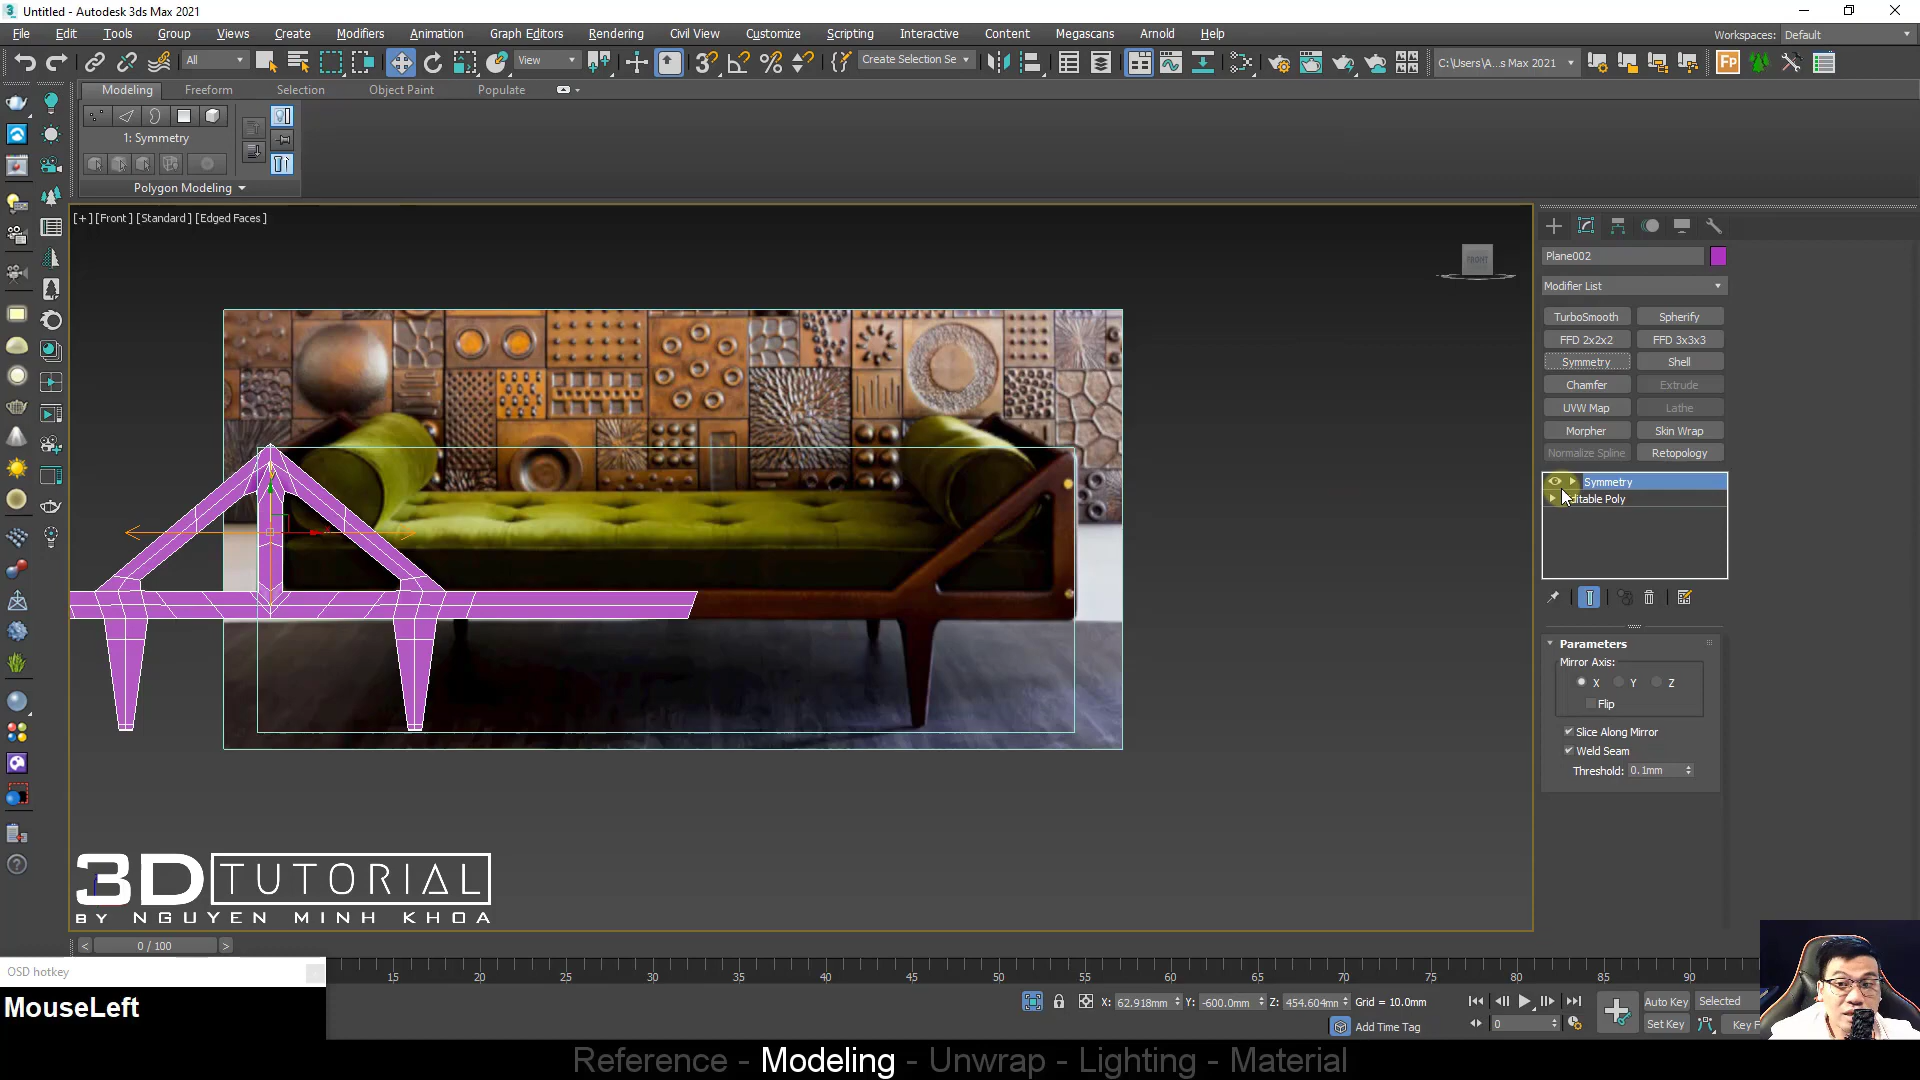 Untitled - Autodesk 3ds Max 2021
File Edit Tools Group Views Create Modifiers Animation Graph Editors Rendering Civil View Customize Scripting Interactive Content Megascans Arnold Help
Workspaces: Default
All View Create Selection Se C:\Users\A...s Max 2021
Modeling Freeform Selection Object Paint Populate
1: Symmetry
Polygon Modeling
[+] [Front] [Standard] [Edged Faces]
FRONT
Plane002
Modifier List
TurboSmooth Spherify
FFD 2x2x2 FFD 3x3x3
Symmetry Shell
Chamfer Extrude
UVW Map Lathe
Morpher Skin Wrap
Normalize Spline Retopology
Symmetry
ditable Poly
Parameters
Mirror Axis:
X Y Z
Flip
Slice Along Mirror
Weld Seam
Threshold: 0.1mm
3D TUTORIAL
BY NGUYEN MINH KHOA
< 0 / 100 >
OSD hotkey
MouseLeft
15 20 25 30 35 40 45 50 55 60 65 70 75 80 85 90
X: 62.918mm Y: -600.0mm Z: 454.604mm Grid = 10.0mm
Add Time Tag
0
Auto Key Selected
Set Key Key F
Reference - Modeling - Unwrap - Lighting - Material